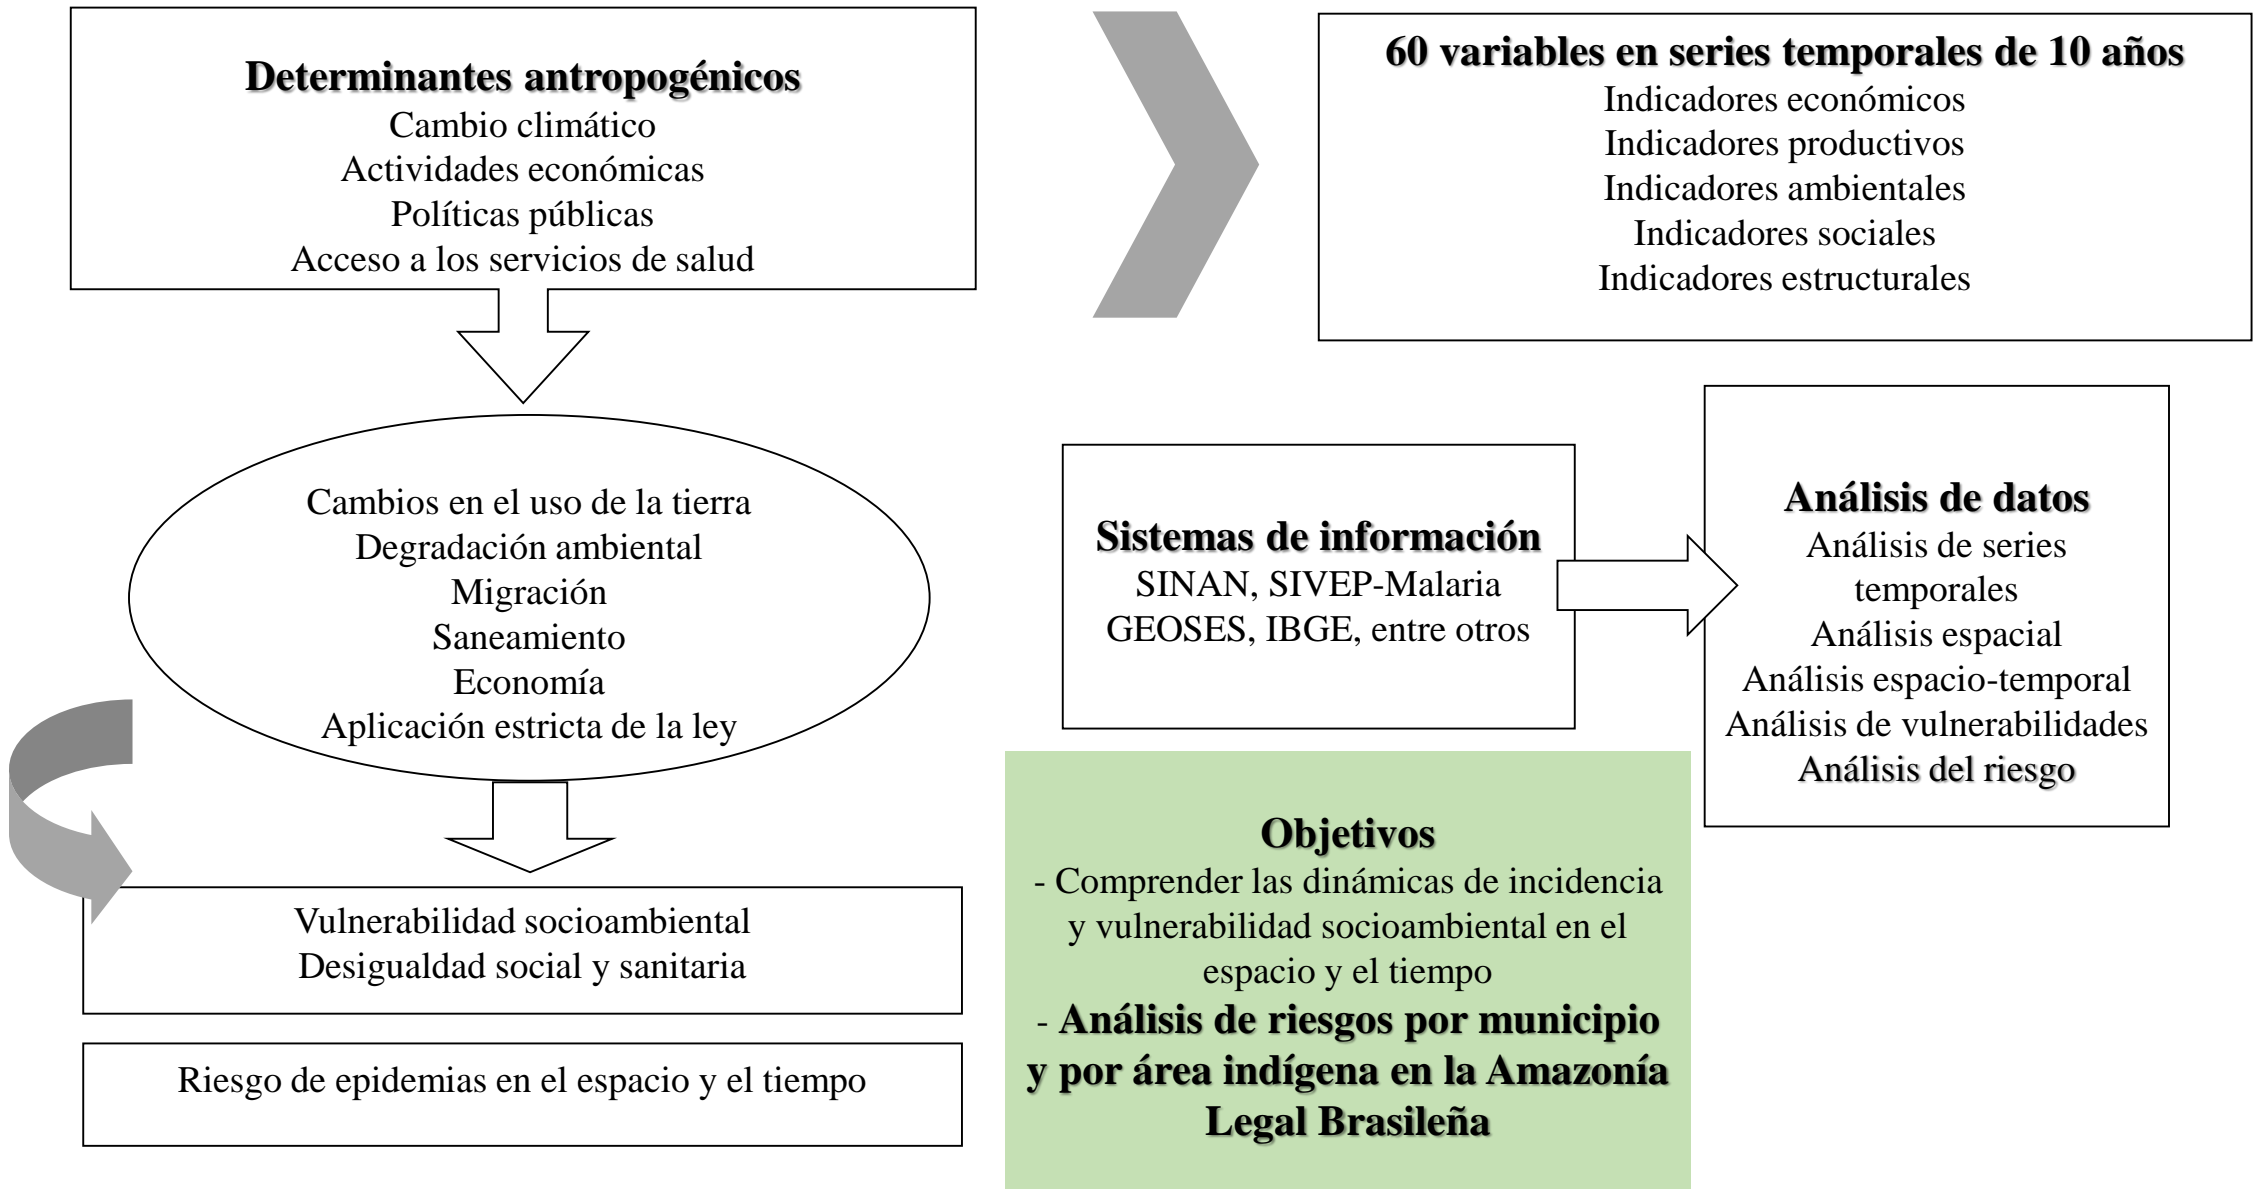 Determinantes antropogénicos
Cambio climático
Actividades económicas
Políticas públicas
Acceso a los servicios de salud
60 variables en series temporales de 10 años
Indicadores económicos
Indicadores productivos
Indicadores ambientales
Indicadores sociales
Indicadores estructurales
Cambios en el uso de la tierra
Degradación ambiental
Migración
Saneamiento
Economía
Aplicación estricta de la ley
Sistemas de información
SINAN, SIVEP-Malaria
GEOSES, IBGE, entre otros
Análisis de datos
Análisis de series
temporales
Análisis espacial
Análisis espacio-temporal
Análisis de vulnerabilidades
Análisis del riesgo
Vulnerabilidad socioambiental
Desigualdad social y sanitaria
Riesgo de epidemias en el espacio y el tiempo
Objetivos
- Comprender las dinámicas de incidencia
y vulnerabilidad socioambiental en el
espacio y el tiempo
- Análisis de riesgos por municipio
y por área indígena en la Amazonía
Legal Brasileña